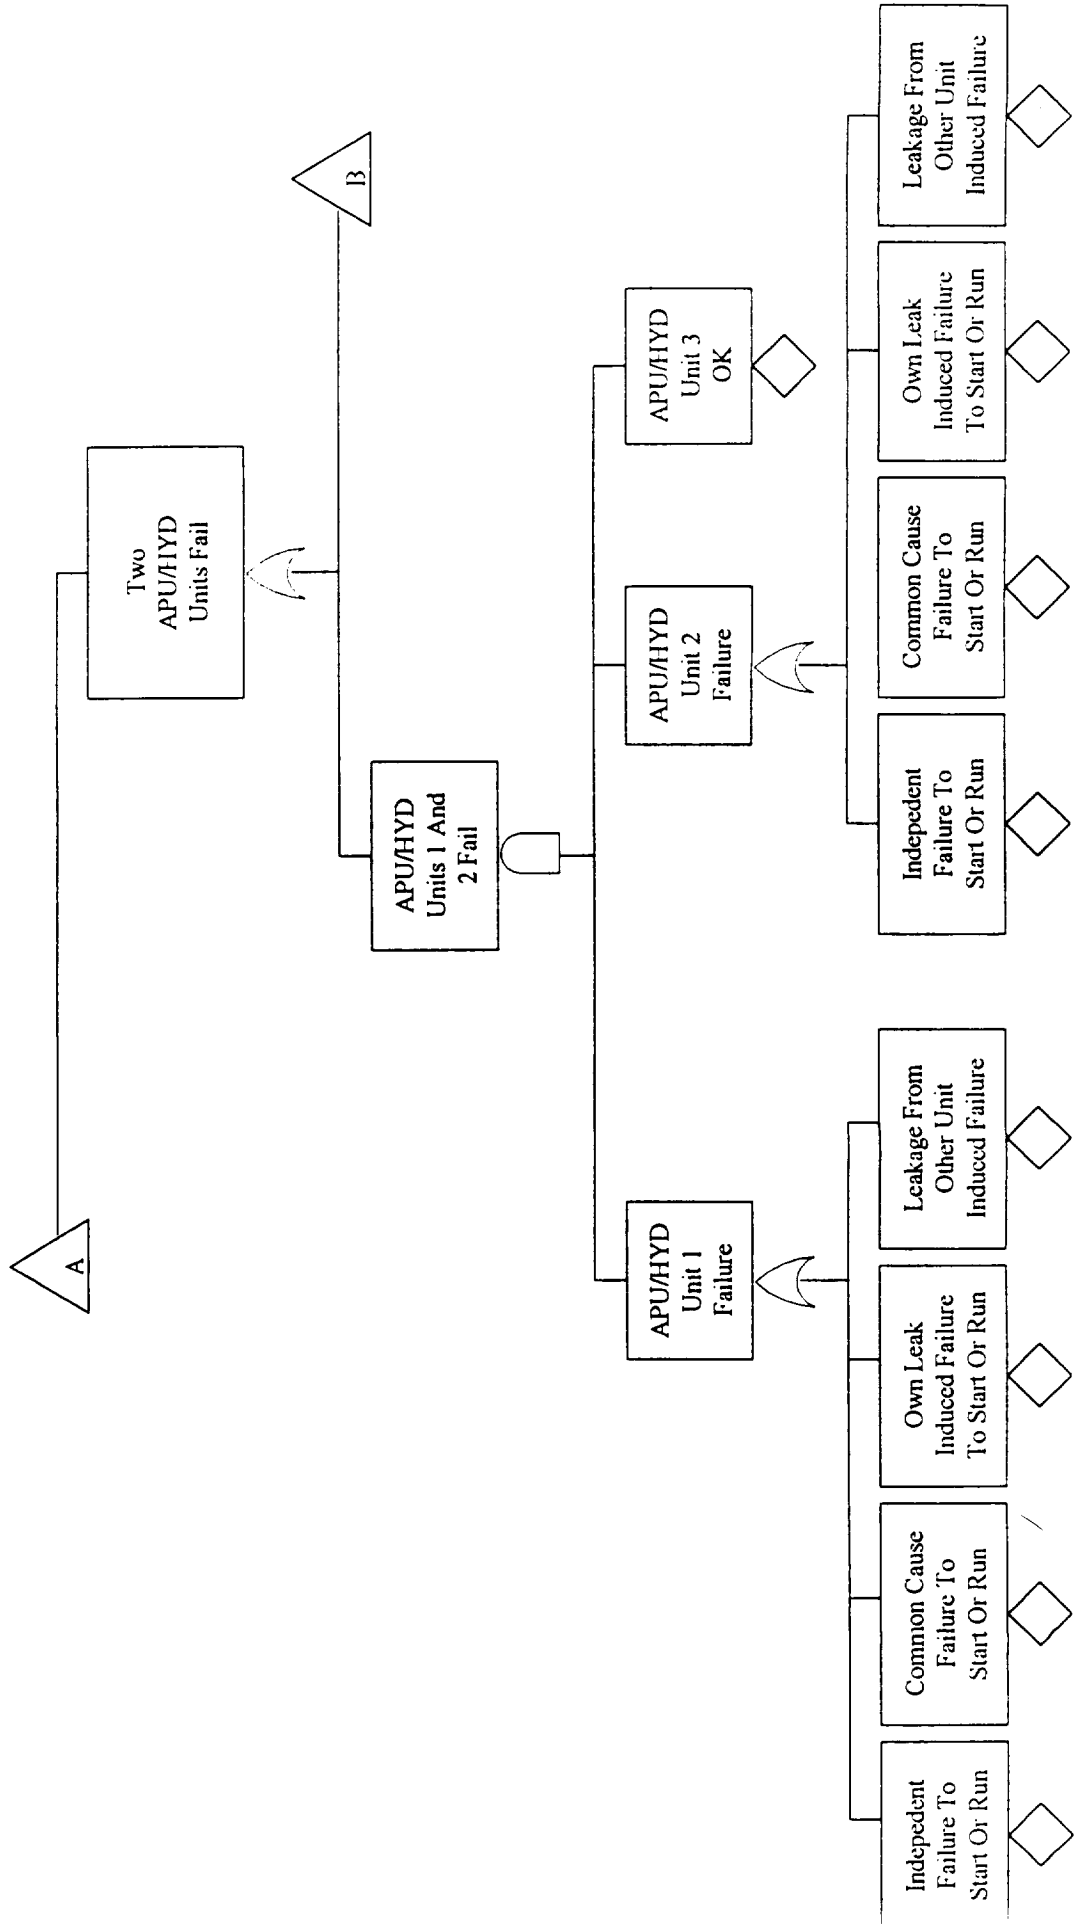 A
Two
APU/HYD
Units Fail
B
APU/HYD
Units 1 And
2 Fail
APU/HYD
Unit 1
Failure
APU/HYD
Unit 2
Failure
APU/HYD
Unit 3
OK
Indepedent
Failure To
Start Or Run
Common Cause
Failure To
Start Or Run
Own Leak
Induced Failure
To Start Or Run
Leakage From
Other Unit
Induced Failure
Indepedent
Failure To
Start Or Run
Common Cause
Failure To
Start Or Run
Own Leak
Induced Failure
To Start Or Run
Leakage From
Other Unit
Induced Failure